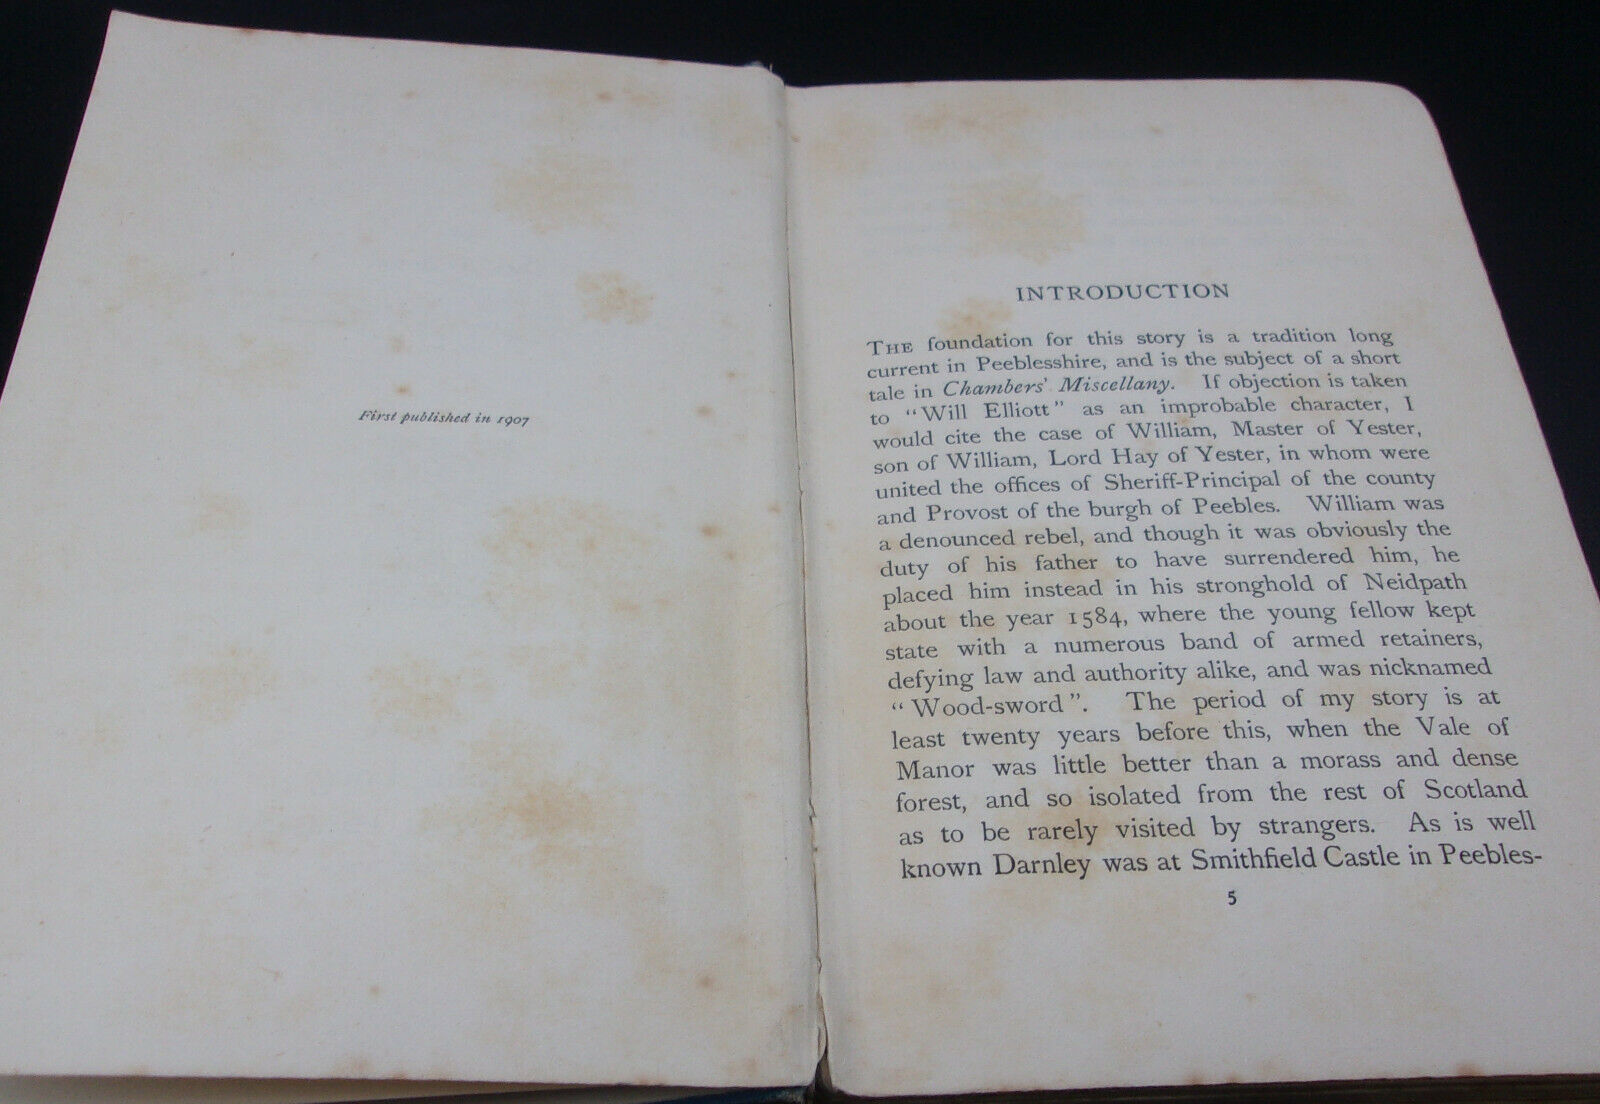 First published in 1907
INTRODUCTION
THE foundation for this story is a tradition long
current in Peeblesshire, and is the subject of a short
tale in Chambers' Miscellany. If objection is taken
to "Will Elliott" as an improbable character, I
would cite the case of William, Master of Yester,
son of William, Lord Hay of Yester, in whom were
united the offices of Sheriff-Principal of the county
and Provost of the burgh of Peebles. William was
a denounced rebel, and though it was obviously the
duty of his father to have surrendered him, he
placed him instead in his stronghold of Neidpath
about the year 1584, where the young fellow kept
state with a numerous band of armed retainers,
defying law and authority alike, and was nicknamed
"Wood-sword". The period of my story is at
least twenty years before this, when the Vale of
Manor was little better than a morass and dense
forest, and so isolated from the rest of Scotland
as to be rarely visited by strangers. As is well
known Darnley was at Smithfield Castle in Peebles-
5